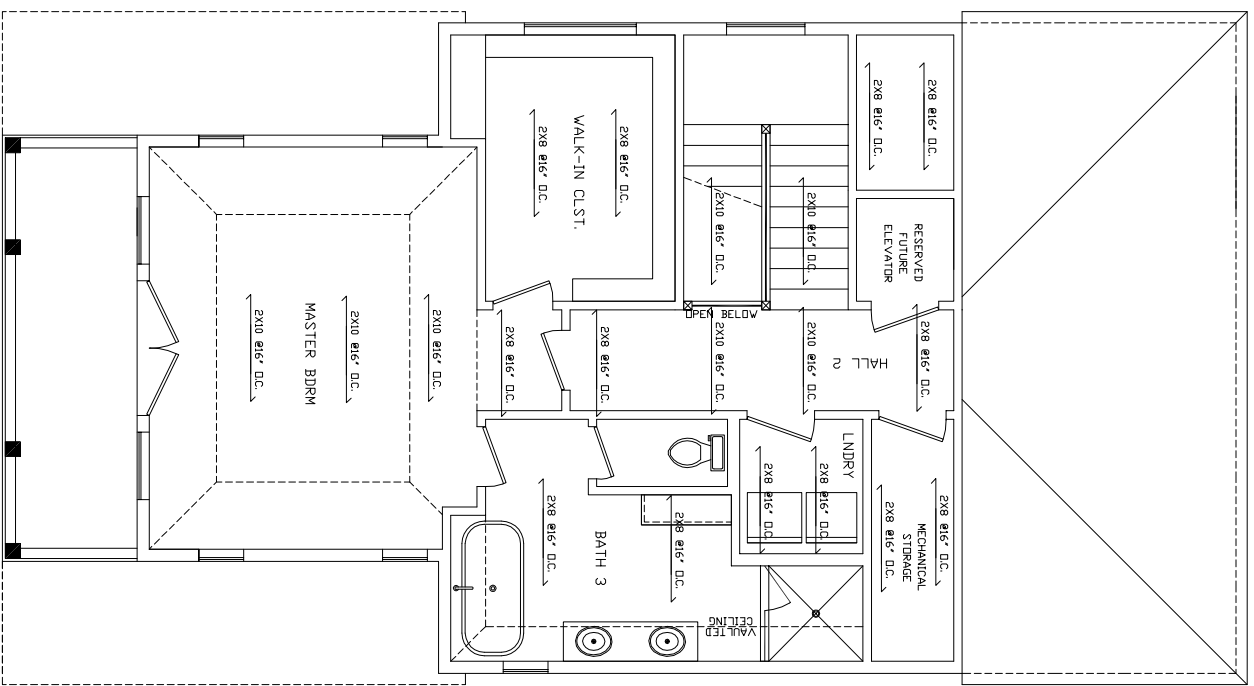 2X8 @16" O.C.
2X8 @16" O.C.
WALK-IN CLST.
2X8 @16" O.C.
2X8 @16" O.C.
2X10 @16" O.C.
2X10 @16" O.C.
RESERVED
FUTURE
ELEVATOR
OPEN BELOW
MASTER BDRM
2X10 @16" O.C.
2X10 @16" O.C.
2X10 @16" O.C.
2X8 @16" O.C.
2X8 @16" O.C.
2X10 @16" O.C.
2X10 @16" O.C.
HALL 2
2X8 @16" O.C.
LNDRY
2X8 @16" O.C.
2X8 @16" O.C.
2X8 @16" O.C.
2X8 @16" O.C.
MECHANICAL
STORAGE
BATH 3
2X8 @16" O.C.
2X8 @16" O.C.
VAULTED
CEILING